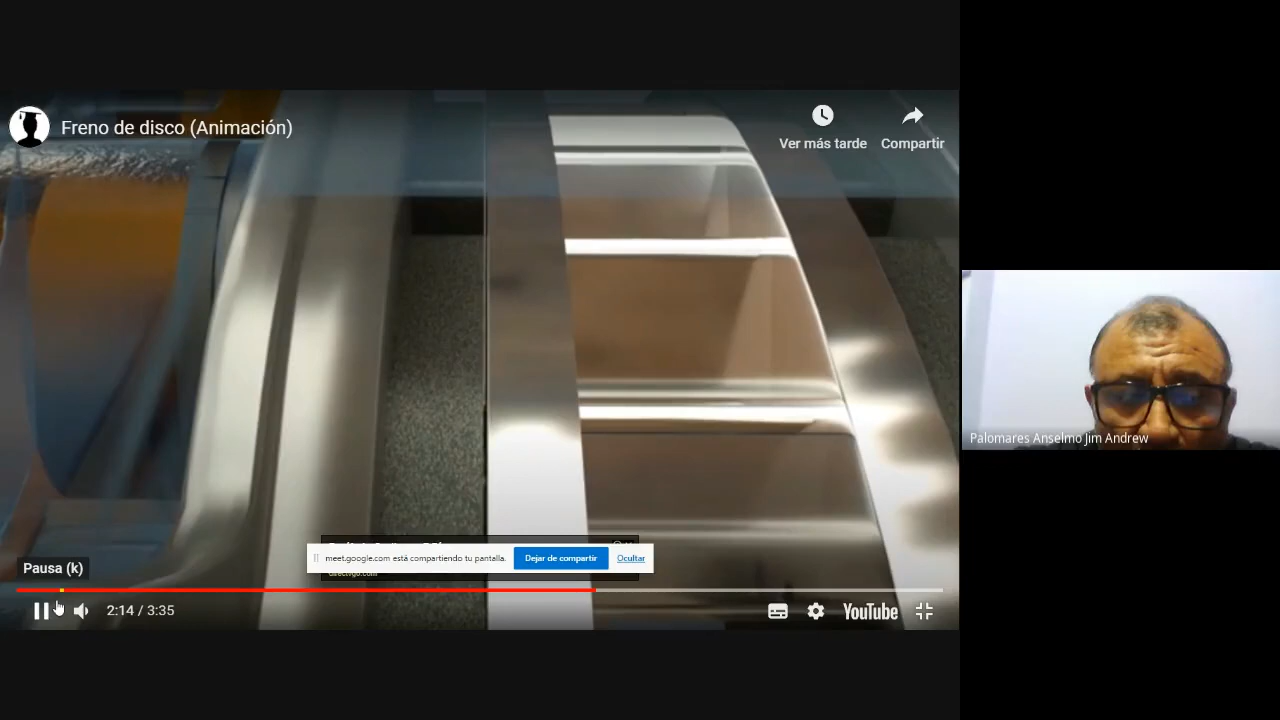 Freno de disco (Animación)
Ver más tarde
Compartir
Palomares Anselmo Jim Andrew
meet.google.com está compartiendo tu pantalla.
Dejar de compartir
Ocultar
Pausa (k)
2:14 / 3:35
YouTube